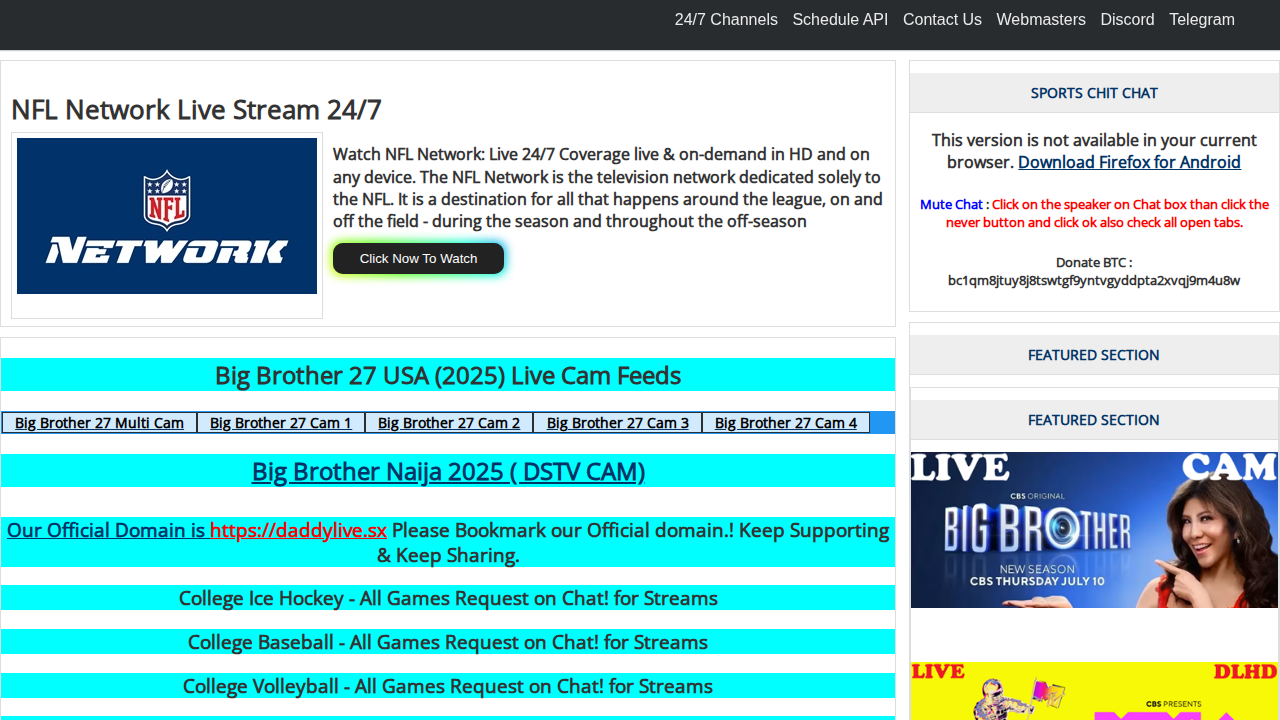 24/7 Channels Schedule API Contact Us Webmasters Discord Telegram
NFL Network Live Stream 24/7
NFL
NETWORK
Watch NFL Network: Live 24/7 Coverage live & on-demand in HD and on
any device. The NFL Network is the television network dedicated solely to
the NFL. It is a destination for all that happens around the league, on and
off the field - during the season and throughout the off-season
Click Now To Watch
Big Brother 27 USA (2025) Live Cam Feeds
Big Brother 27 Multi Cam Big Brother 27 Cam 1 Big Brother 27 Cam 2 Big Brother 27 Cam 3 Big Brother 27 Cam 4
Big Brother Naija 2025 ( DSTV CAM)
Our Official Domain is https://daddylive.sx Please Bookmark our Official domain.! Keep Supporting
& Keep Sharing.
College Ice Hockey - All Games Request on Chat! for Streams
College Baseball - All Games Request on Chat! for Streams
College Volleyball - All Games Request on Chat! for Streams
SPORTS CHIT CHAT
This version is not available in your current
browser. Download Firefox for Android
Mute Chat : Click on the speaker on Chat box than click the
never button and click ok also check all open tabs.
Donate BTC :
bc1qm8jtuy8j8tswtgf9yntvgyddpta2xvqj9m4u8w
FEATURED SECTION
FEATURED SECTION
LIVE CAM
CBS ORIGINAL
BIG BROTHER
NEW SEASON
CBS THURSDAY JULY 10
LIVE DLHD
CBS PRESENTS